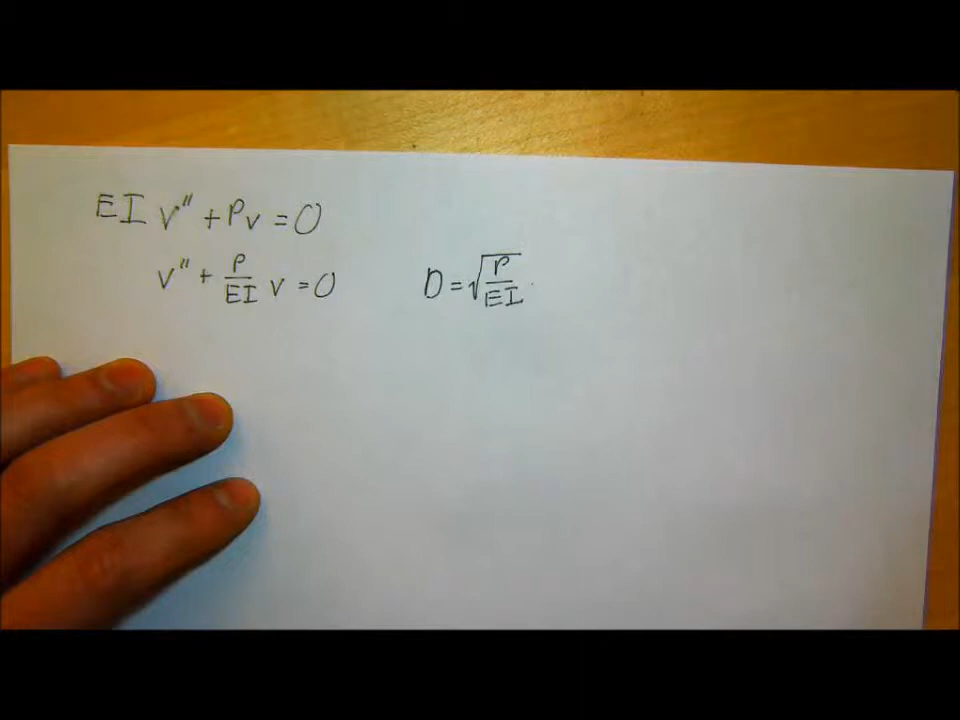 EI v'' + Pv = 0
v'' + P/EI v = 0
D = √P/EI